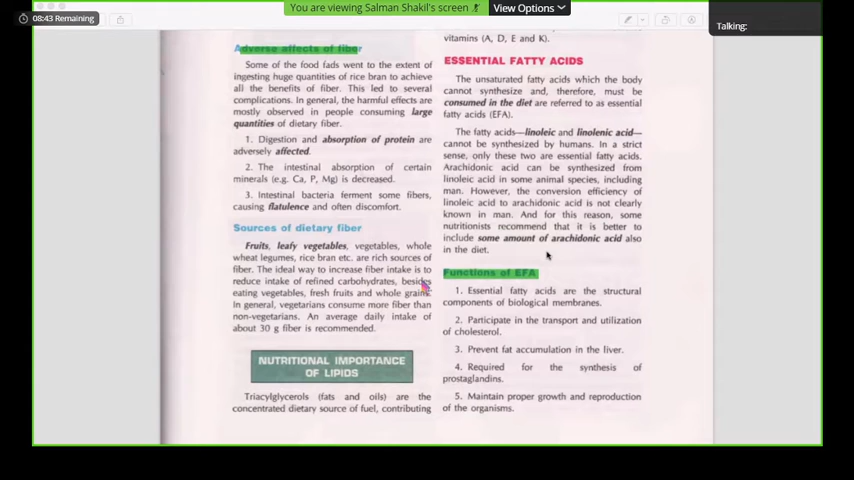 08:43 Remaining
You are viewing Salman Shakil's screen
View Options
Talking:
Adverse affects of fiber
Some of the food fads went to the extent of
ingesting huge quantities of rice bran to achieve
all the benefits of fiber. This led to several
complications. In general, the harmful effects are
mostly observed in people consuming large
quantities of dietary fiber.
1. Digestion and absorption of protein are
adversely affected.
2. The intestinal absorption of certain
minerals (e.g. Ca, P, Mg) is decreased.
3. Intestinal bacteria ferment some fibers,
causing flatulence and often discomfort.
Sources of dietary fiber
Fruits, leafy vegetables, vegetables, whole
wheat legumes, rice bran etc. are rich sources of
fiber. The ideal way to increase fiber intake is to
reduce intake of refined carbohydrates, besides
eating vegetables, fresh fruits and whole grains.
In general, vegetarians consume more fiber than
non-vegetarians. An average daily intake of
about 30 g fiber is recommended.
NUTRITIONAL IMPORTANCE
OF LIPIDS
Triacylglycerols (fats and oils) are the
concentrated dietary source of fuel, contributing
vitamins (A, D, E and K).
ESSENTIAL FATTY ACIDS
The unsaturated fatty acids which the body
cannot synthesize and, therefore, must be
consumed in the diet are referred to as essential
fatty acids (EFA).
The fatty acids—linoleic and linolenic acid—
cannot be synthesized by humans. In a strict
sense, only these two are essential fatty acids.
Arachidonic acid can be synthesized from
linoleic acid in some animal species, including
man. However, the conversion efficiency of
linoleic acid to arachidonic acid is not clearly
known in man. And for this reason, some
nutritionists recommend that it is better to
include some amount of arachidonic acid also
in the diet.
Functions of EFA
1. Essential fatty acids are the structural
components of biological membranes.
2. Participate in the transport and utilization
of cholesterol.
3. Prevent fat accumulation in the liver.
4. Required for the synthesis of
prostaglandins.
5. Maintain proper growth and reproduction
of the organisms.